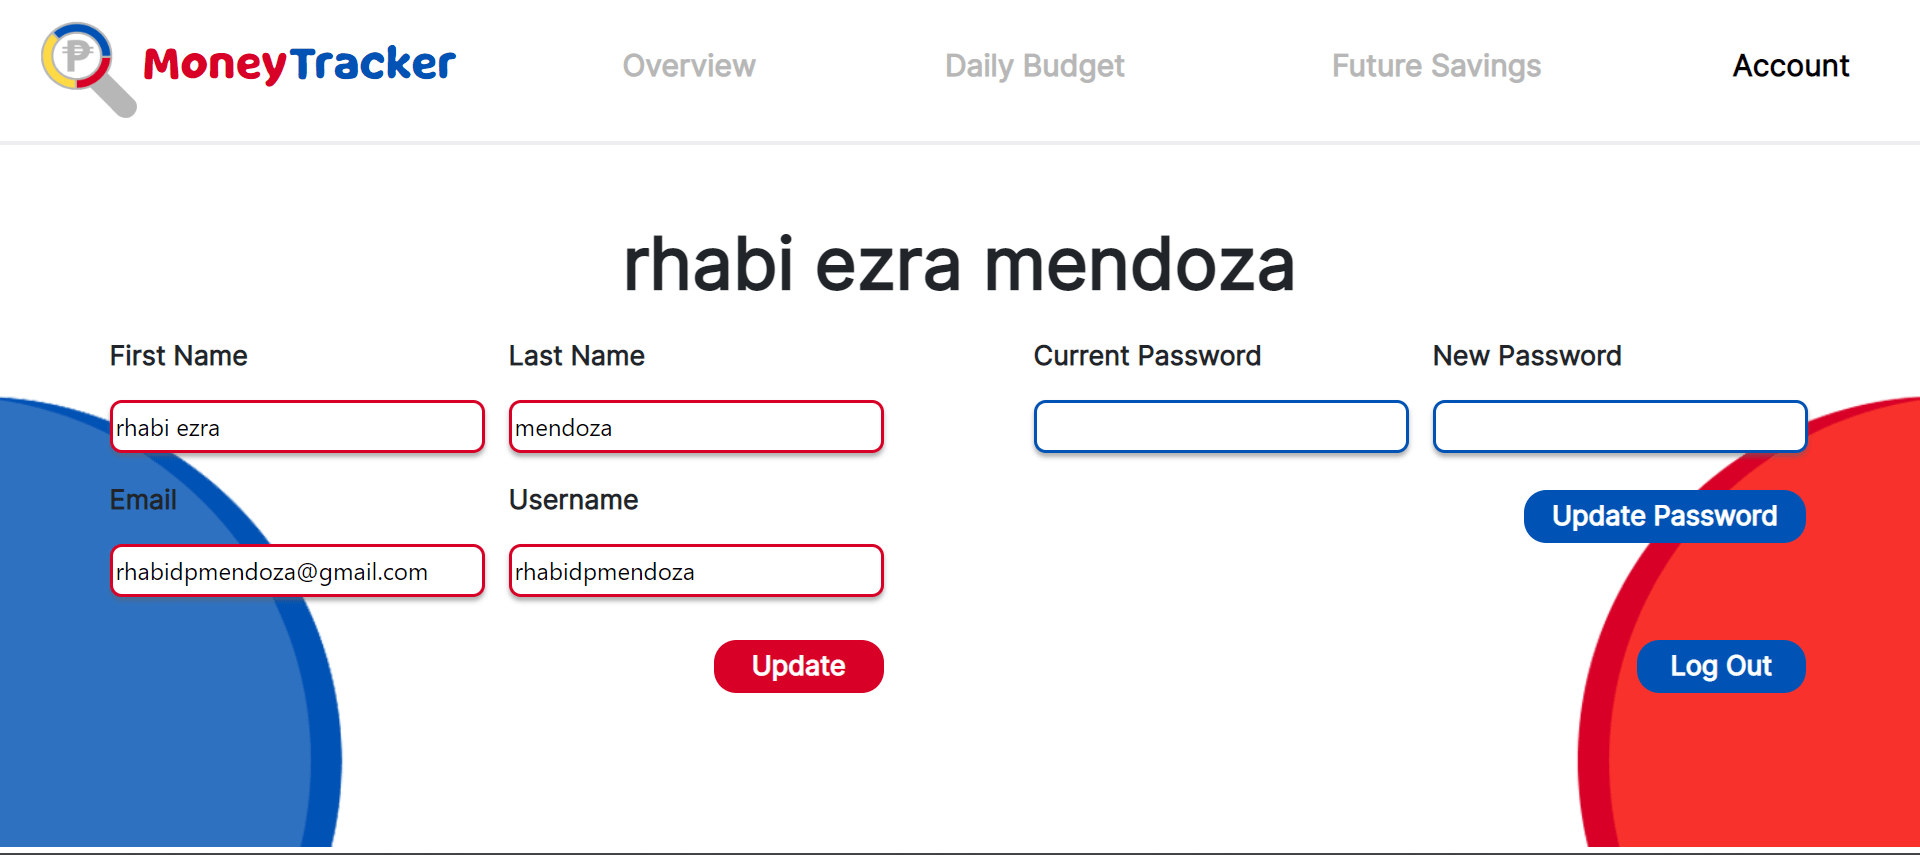 ₱ MoneyTracker Overview Daily Budget Future Savings Account
rhabi ezra mendoza
First Name Last Name Current Password New Password
rhabi ezra mendoza
Email Username
rhabidpmendoza@gmail.com rhabidpmendoza
Update Password
Update Log Out